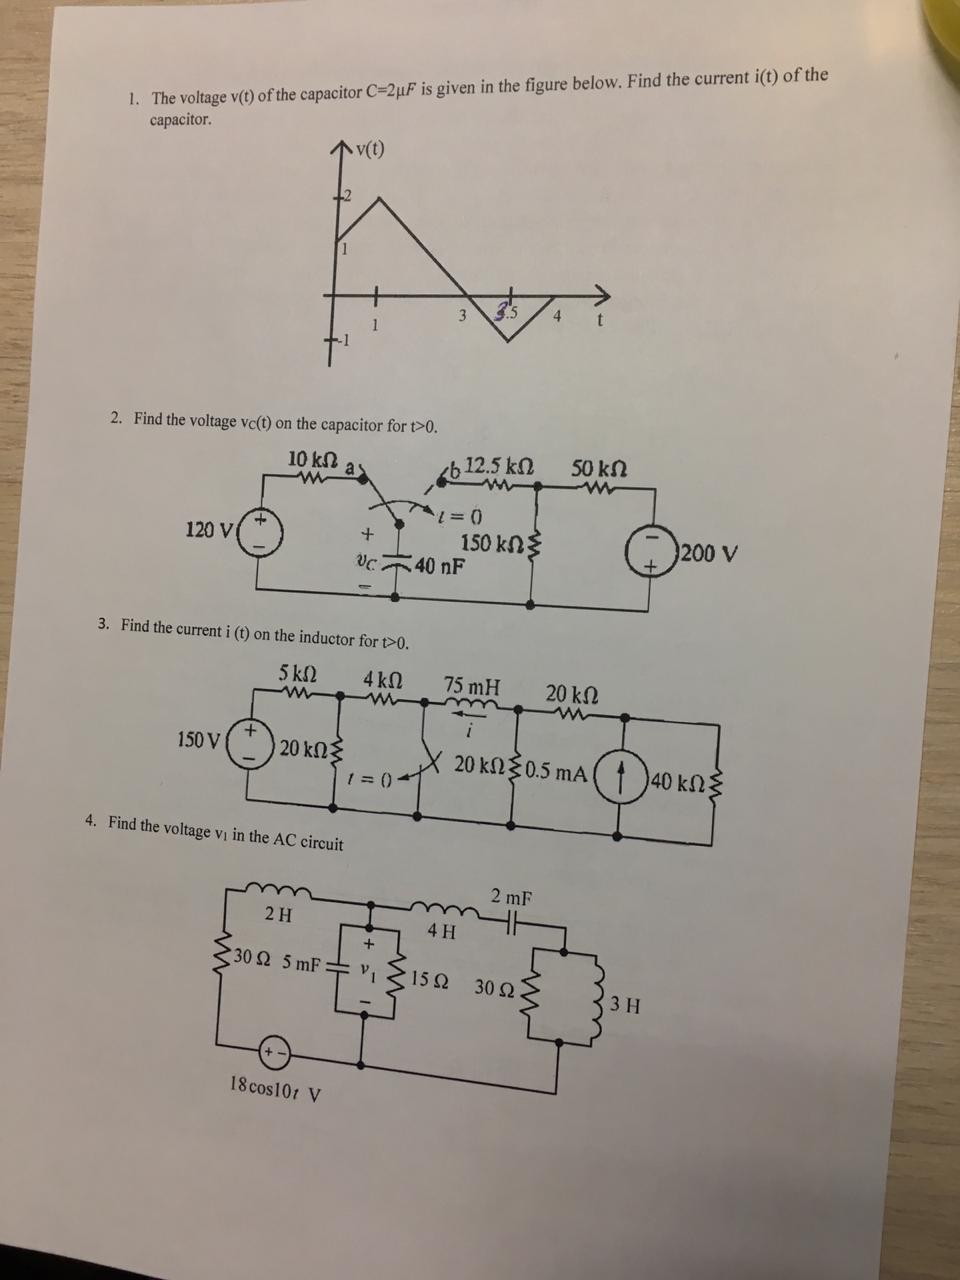 1. The voltage v(t) of the capacitor C=2µF is given in the figure below. Find the current i(t) of the
capacitor.
v(t)
2
1
-1
1
3
3.5
4
t
2. Find the voltage vc(t) on the capacitor for t>0.
10 kΩ a
b 12.5 kΩ
50 kΩ
t = 0
120 V
+
−
+
vC
−
40 nF
150 kΩ
−
+
200 V
3. Find the current i (t) on the inductor for t>0.
5 kΩ
4 kΩ
75 mH
20 kΩ
i
150 V
+
−
20 kΩ
t = 0
20 kΩ
0.5 mA
40 kΩ
4. Find the voltage v₁ in the AC circuit
2 mF
2 H
4 H
30 Ω
5 mF
+
v₁
−
15 Ω
30 Ω
3 H
+ −
18cos10t V